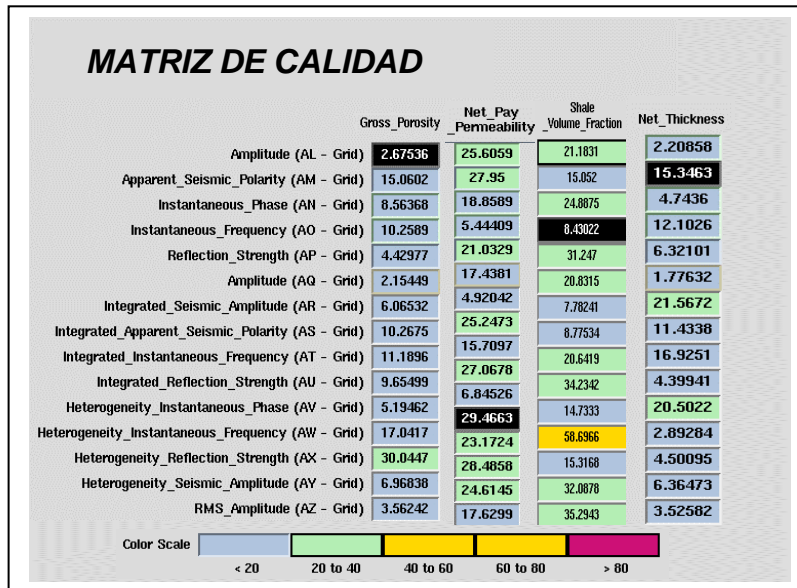 MATRIZ DE CALIDAD
Gross_Porosity Net_Pay _Permeability Shale _Volume_Fraction Net_Thickness
Amplitude (AL - Grid) 2.67536 25.6059 21.1831 2.20858
Apparent_Seismic_Polarity (AM - Grid) 15.0602 27.95 15.052 15.3463
Instantaneous_Phase (AN - Grid) 8.56368 18.8589 24.8875 4.7436
Instantaneous_Frequency (AO - Grid) 10.2589 5.44409 8.43022 12.1026
Reflection_Strength (AP - Grid) 4.42977 21.0329 31.247 6.32101
Amplitude (AQ - Grid) 2.15449 17.4381 20.8315 1.77632
Integrated_Seismic_Amplitude (AR - Grid) 6.06532 4.92042 7.78241 21.5672
Integrated_Apparent_Seismic_Polarity (AS - Grid) 10.2675 25.2473 8.77534 11.4338
Integrated_Instantaneous_Frequency (AT - Grid) 11.1896 15.7097 20.6419 16.9251
Integrated_Reflection_Strength (AU - Grid) 9.65499 27.0678 34.2342 4.39941
Heterogeneity_Instantaneous_Phase (AV - Grid) 5.19462 6.84526 14.7333 20.5022
Heterogeneity_Instantaneous_Frequency (AW - Grid) 17.0417 29.4663 58.6966 2.89284
Heterogeneity_Reflection_Strength (AX - Grid) 30.0447 23.1724 15.3168 4.50095
Heterogeneity_Seismic_Amplitude (AY - Grid) 6.96838 28.4858 32.0878 6.36473
RMS_Amplitude (AZ - Grid) 3.56242 24.6145 35.2943 3.52582
17.6299
Color Scale
< 20 20 to 40 40 to 60 60 to 80 > 80